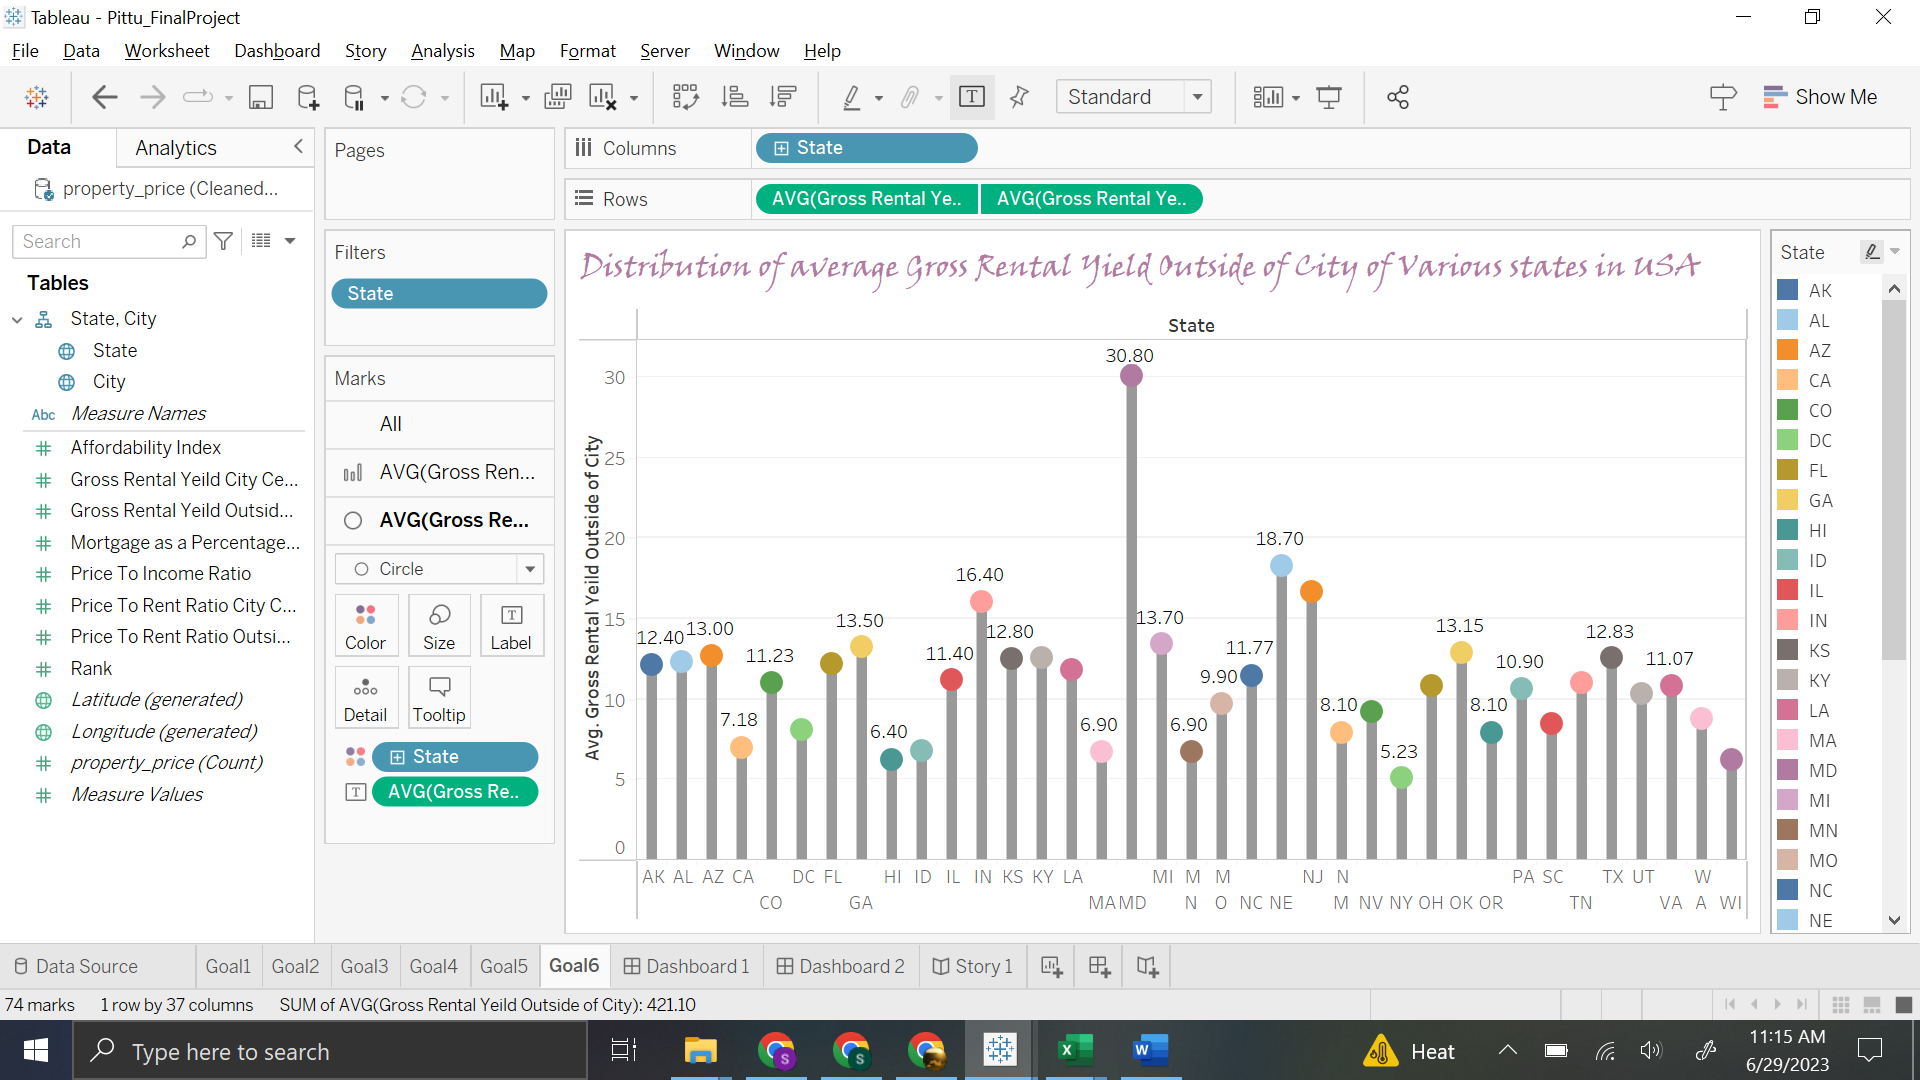 Tableau - Pittu_FinalProject
File Data Worksheet Dashboard Story Analysis Map Format Server Window Help
Standard
Show Me
Data Analytics
property_price (Cleaned...
Search
Tables
State, City
State
City
Abc Measure Names
Affordability Index
Gross Rental Yeild City Ce...
Gross Rental Yeild Outsid...
Mortgage as a Percentage...
Price To Income Ratio
Price To Rent Ratio City C...
Price To Rent Ratio Outsi...
Rank
Latitude (generated)
Longitude (generated)
property_price (Count)
Measure Values
Pages
Filters
State
Marks
All
AVG(Gross Ren...
AVG(Gross Re...
Circle
Color Size Label
Detail Tooltip
State
AVG(Gross Re..
Columns State
Rows AVG(Gross Rental Ye.. AVG(Gross Rental Ye..
Distribution of average Gross Rental Yield Outside of City of Various states in USA
State
Avg. Gross Rental Yeild Outside of City
30
25
20
15
10
5
0
12.40
13.00
7.18
11.23
13.50
6.40
11.40
16.40
12.80
6.90
30.80
13.70
6.90
9.90
11.77
18.70
8.10
5.23
13.15
8.10
10.90
12.83
11.07
AK AL AZ CA DC FL HI ID IL IN KS KY LA MI M M NJ N PA SC TX UT W
CO GA MA MD N O NC NE M NV NY OH OK OR TN VA A WI
State
AK
AL
AZ
CA
CO
DC
FL
GA
HI
ID
IL
IN
KS
KY
LA
MA
MD
MI
MN
MO
NC
NE
Data Source Goal1 Goal2 Goal3 Goal4 Goal5 Goal6 Dashboard 1 Dashboard 2 Story 1
74 marks 1 row by 37 columns SUM of AVG(Gross Rental Yeild Outside of City): 421.10
Type here to search
S
S
X
W
Heat
11:15 AM
6/29/2023